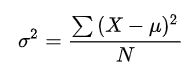 σ² = ∑ (X − μ)² / N